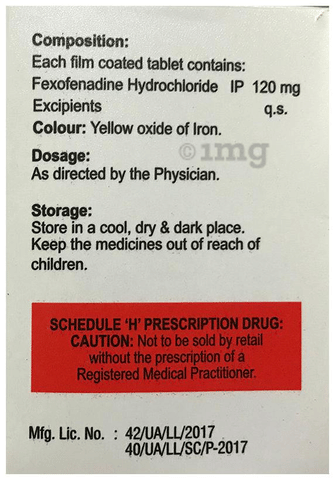 Composition:
Each film coated tablet contains:
Fexofenadine Hydrochloride IP 120 mg
Excipients q.s.
Colour: Yellow oxide of Iron.
Dosage:
©1mg
As directed by the Physician.
Storage:
Store in a cool, dry & dark place.
Keep the medicines out of reach of
children.
SCHEDULE 'H' PRESCRIPTION DRUG:
CAUTION: Not to be sold by retail
without the prescription of a
Registered Medical Practitioner.
Mfg. Lic. No. : 42/UA/LL/2017
40/UA/LL/SC/P-2017